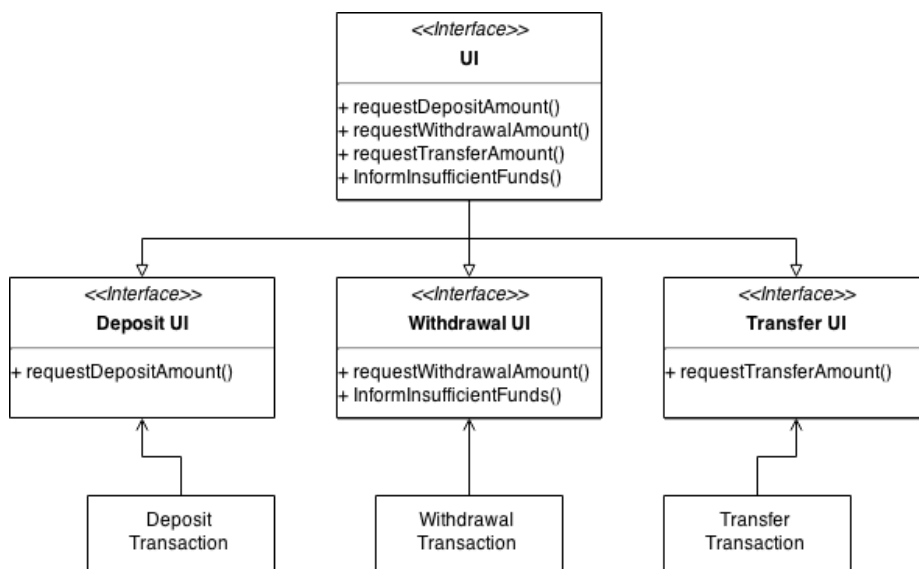 <<Interface>>
UI
+ requestDepositAmount()
+ requestWithdrawalAmount()
+ requestTransferAmount()
+ InformInsufficientFunds()
<<Interface>>
Deposit UI
+ requestDepositAmount()
<<Interface>>
Withdrawal UI
+ requestWithdrawalAmount()
+ InformInsufficientFunds()
<<Interface>>
Transfer UI
+ requestTransferAmount()
Deposit
Transaction
Withdrawal
Transaction
Transfer
Transaction